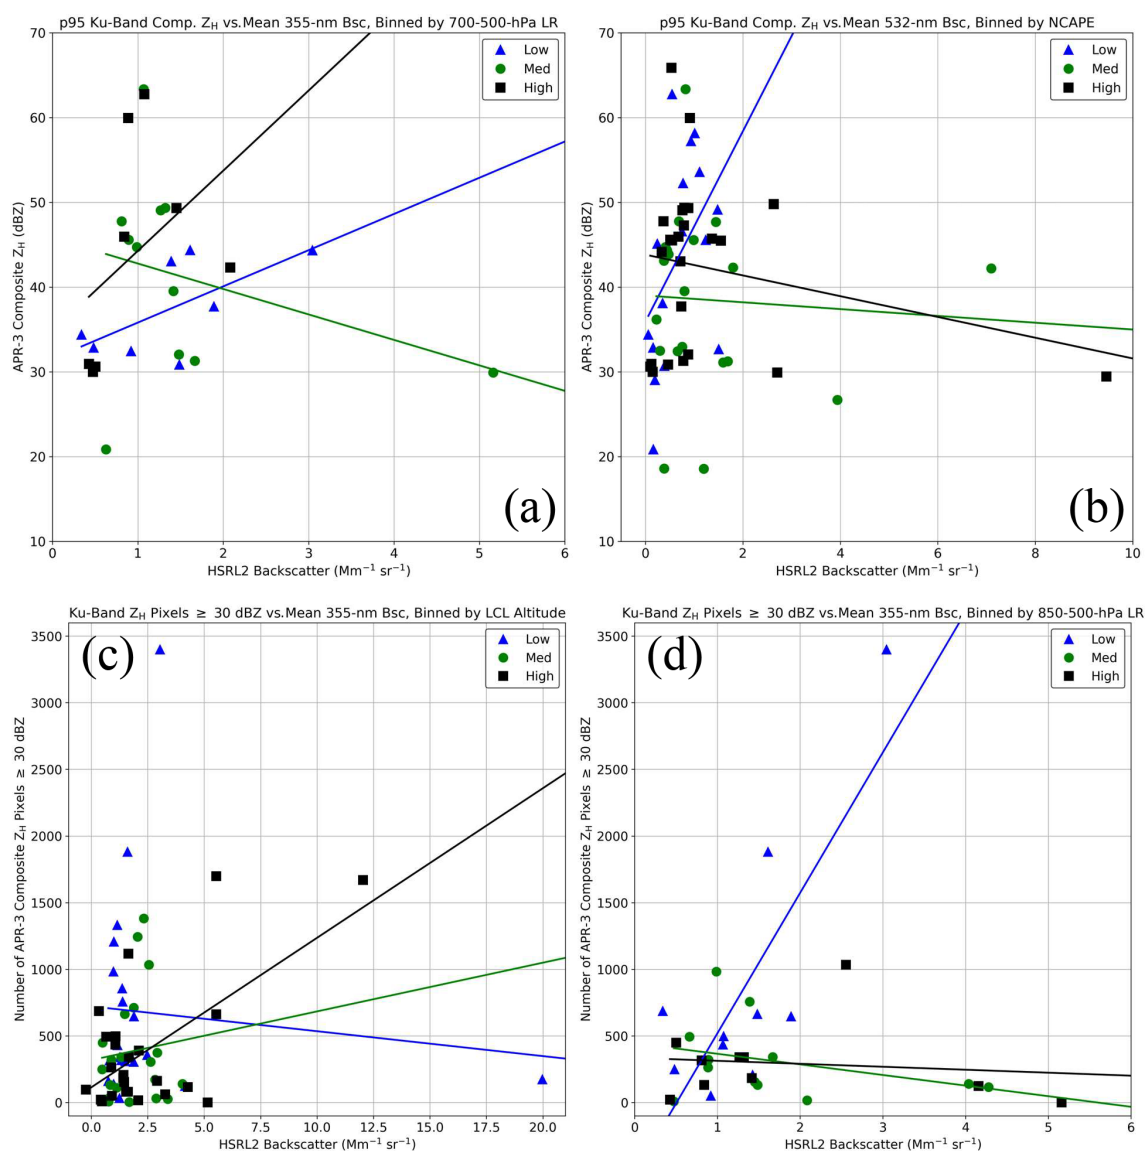 p95 Ku-Band Comp. Z_H vs.Mean 355-nm Bsc, Binned by 700-500-hPa LR
70
60
50
40
30
20
10
APR-3 Composite Z_H (dBZ)
Low
Med
High
(a)
0 1 2 3 4 5 6
HSRL2 Backscatter (Mm⁻¹ sr⁻¹)
p95 Ku-Band Comp. Z_H vs.Mean 532-nm Bsc, Binned by NCAPE
70
60
50
40
30
20
10
APR-3 Composite Z_H (dBZ)
Low
Med
High
(b)
0 2 4 6 8 10
HSRL2 Backscatter (Mm⁻¹ sr⁻¹)
Ku-Band Z_H Pixels ≥ 30 dBZ vs.Mean 355-nm Bsc, Binned by LCL Altitude
3500
3000
2500
2000
1500
1000
500
0
Number of APR-3 Composite Z_H Pixels ≥ 30 dBZ
(c)
Low
Med
High
0.0 2.5 5.0 7.5 10.0 12.5 15.0 17.5 20.0
HSRL2 Backscatter (Mm⁻¹ sr⁻¹)
Ku-Band Z_H Pixels ≥ 30 dBZ vs.Mean 355-nm Bsc, Binned by 850-500-hPa LR
3500
3000
2500
2000
1500
1000
500
0
Number of APR-3 Composite Z_H Pixels ≥ 30 dBZ
(d)
Low
Med
High
0 1 2 3 4 5 6
HSRL2 Backscatter (Mm⁻¹ sr⁻¹)